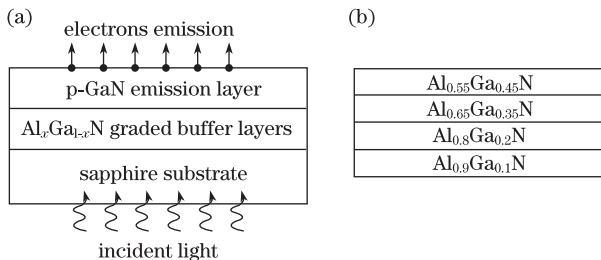 (a)
electrons emission
p-GaN emission layer
AlₓGa₁₋ₓN graded buffer layers
sapphire substrate
incident light
(b)
Al₀.₅₅Ga₀.₄₅N
Al₀.₆₅Ga₀.₃₅N
Al₀.₈Ga₀.₂N
Al₀.₉Ga₀.₁N